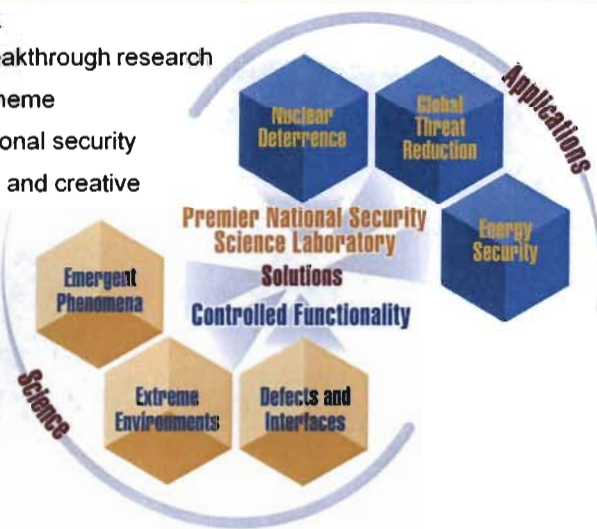 research
heme
onal security
and creative
Applications
Nuclear
Deterrence
Global
Threat
Reduction
Energy
Security
Premier National Security
Science Laboratory
Solutions
Controlled Functionality
Emergent
Phenomena
Extreme
Environments
Defects and
Interfaces
Science